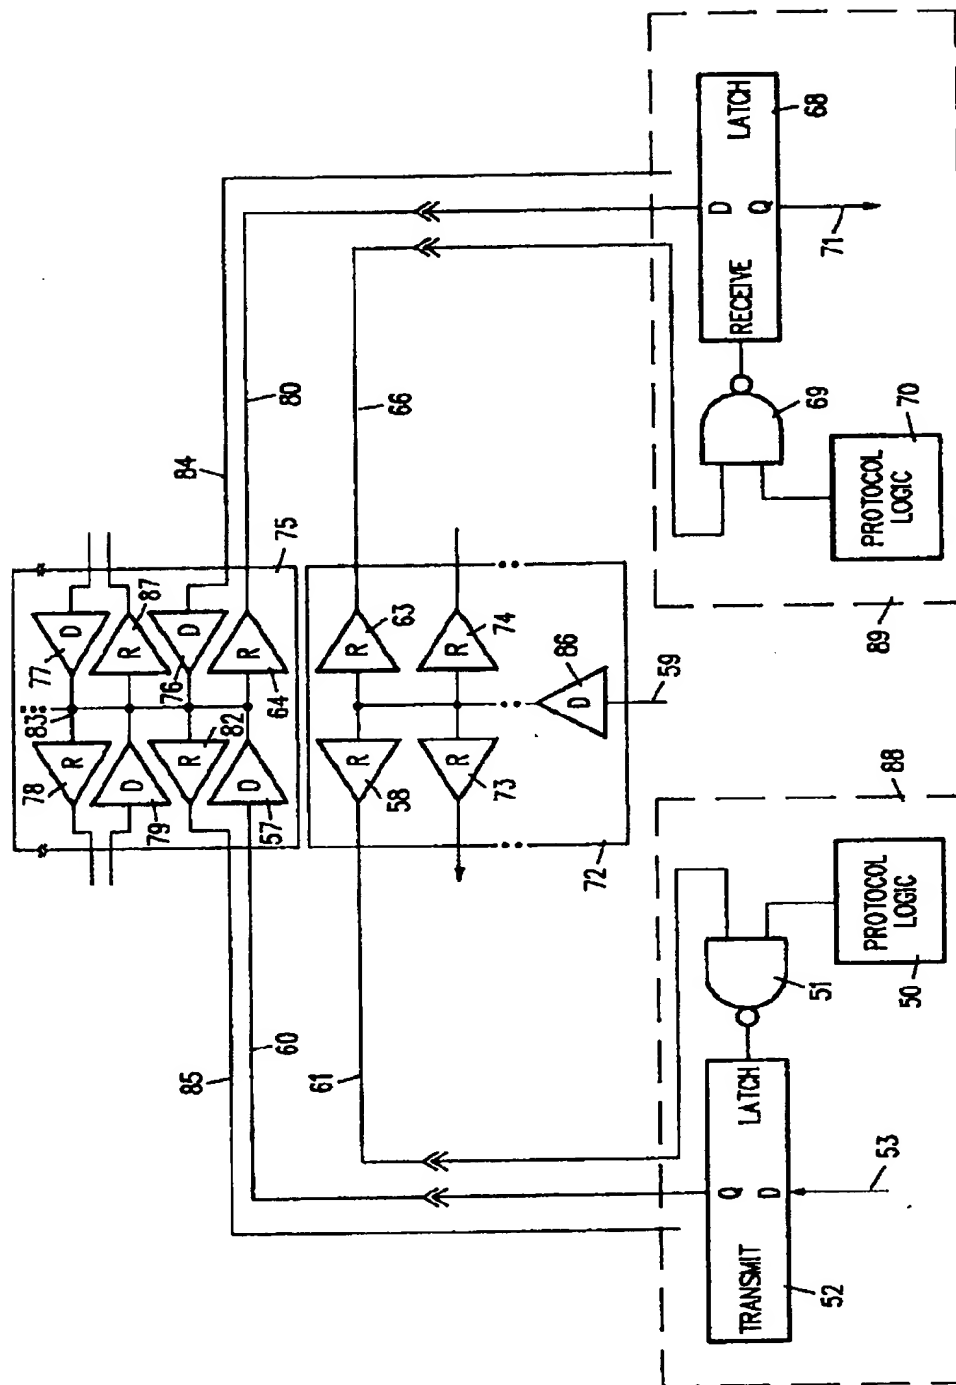 85
60
61
TRANSMIT
Q
D
LATCH
52
53
51
PROTOCOL
LOGIC
50
88
78
R
79
D
R
82
57
D
83
77
D
87
R
76
D
64
R
75
58
R
73
R
63
R
74
R
86
D
59
72
84
80
66
RECEIVE
D
Q
LATCH
68
71
69
PROTOCOL
LOGIC
70
89